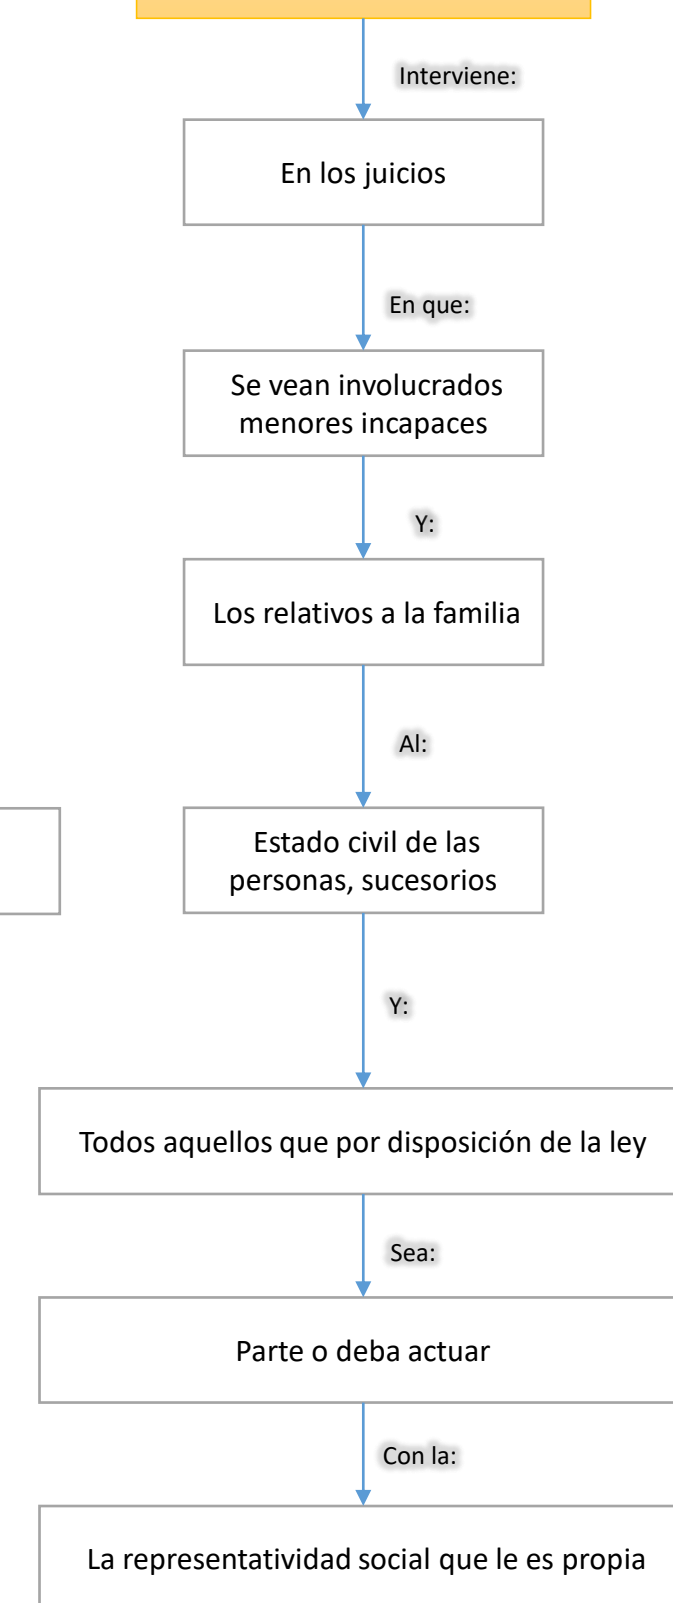 Interviene:
En los juicios
En que:
Se vean involucrados
menores incapaces
Y:
Los relativos a la familia
Al:
Estado civil de las
personas, sucesorios
Y:
Todos aquellos que por disposición de la ley
Sea:
Parte o deba actuar
Con la:
La representatividad social que le es propia